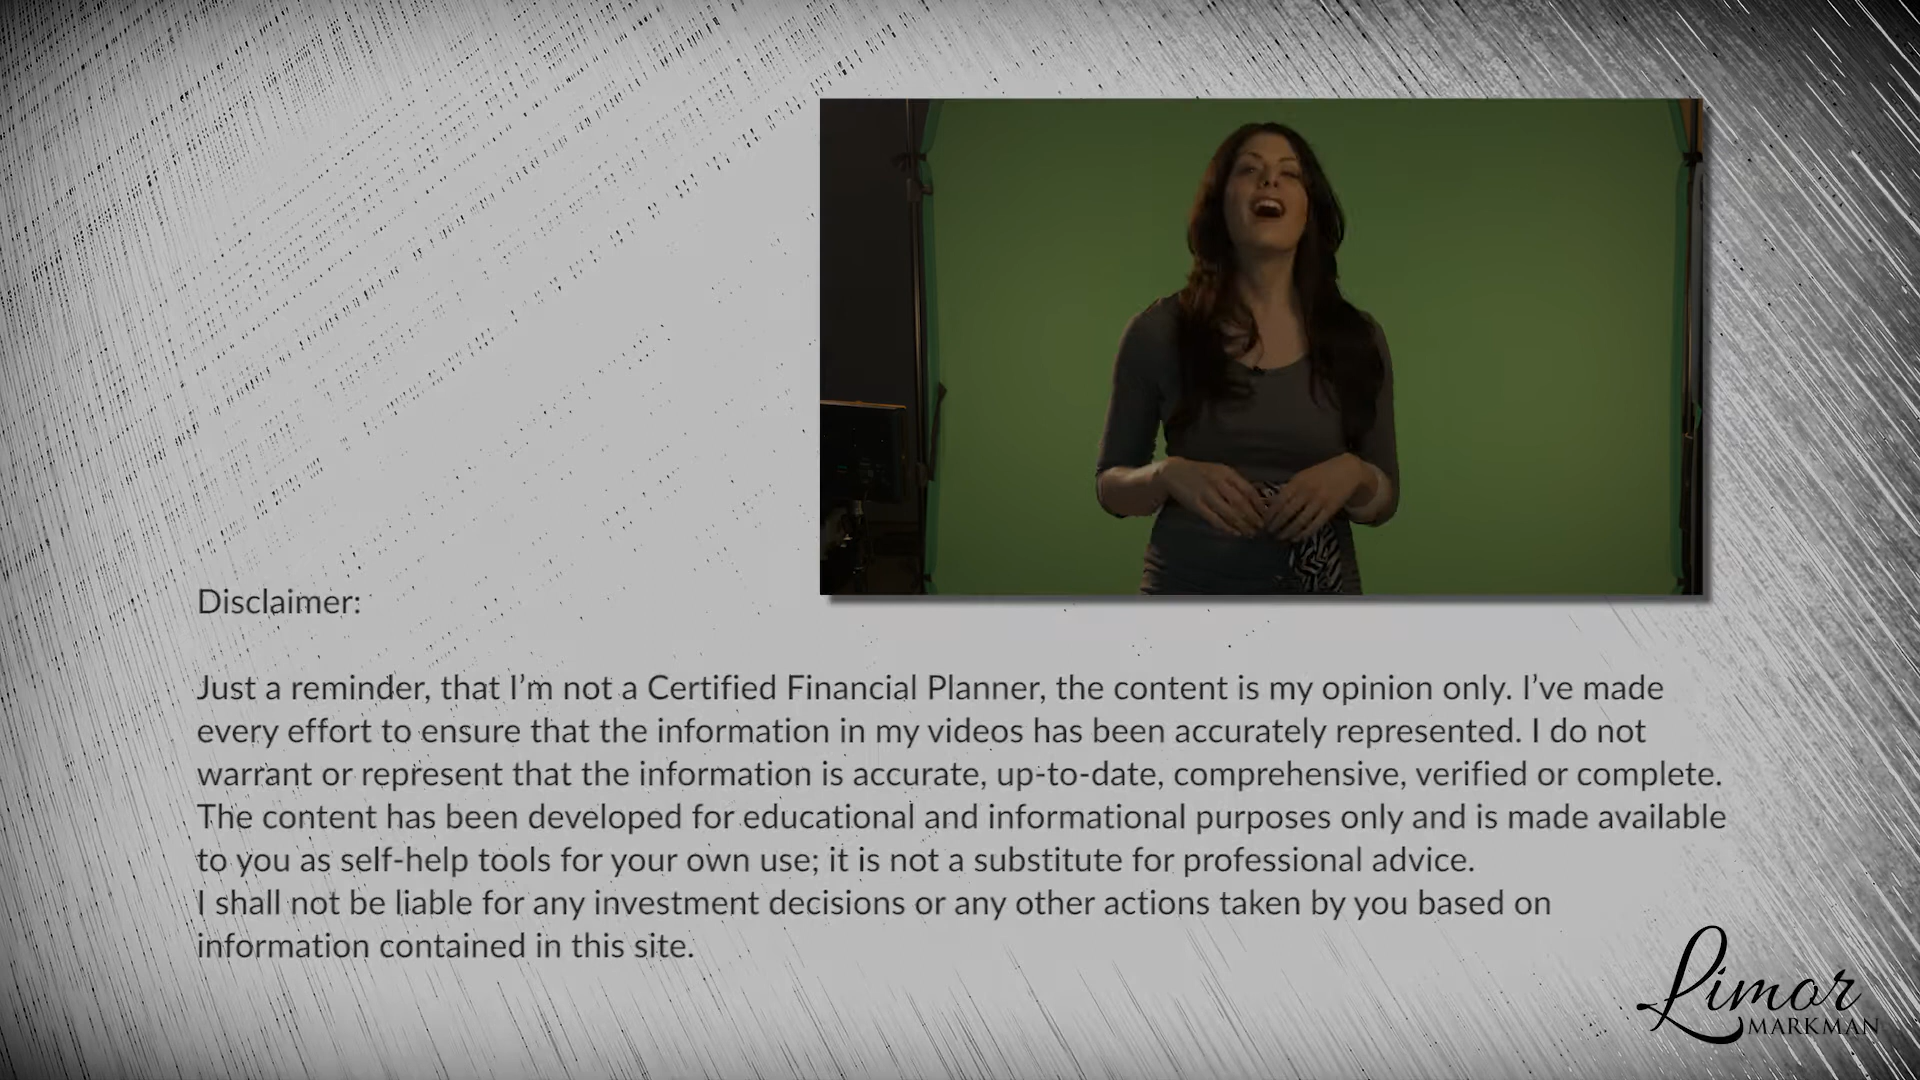 Disclaimer:
Just a reminder, that I'm not a Certified Financial Planner, the content is my opinion only. I've made
every effort to ensure that the information in my videos has been accurately represented. I do not
warrant or represent that the information is accurate, up-to-date, comprehensive, verified or complete.
The content has been developed for educational and informational purposes only and is made available
to you as self-help tools for your own use; it is not a substitute for professional advice.
I shall not be liable for any investment decisions or any other actions taken by you based on
information contained in this site.
Limor
MARKMAN